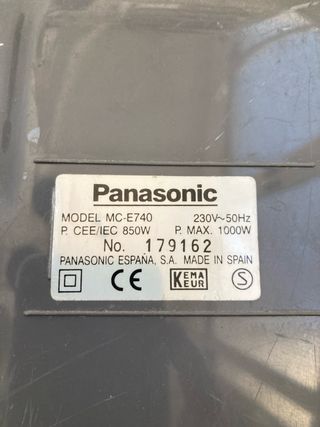 Panasonic
MODEL MC-E740 230V~50Hz
P. CEE/IEC 850W P. MAX. 1000W
No. 179162
PANASONIC ESPAÑA, S.A. MADE IN SPAIN
CE KEMA KEUR S